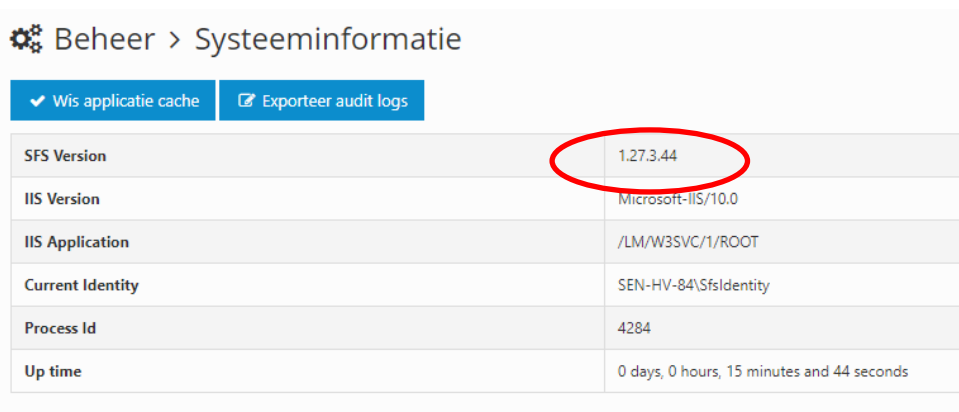 Beheer > Systeeminformatie
Wis applicatie cache Exporteer audit logs
SFS Version 1.27.3.44
IIS Version Microsoft-IIS/10.0
IIS Application /LM/W3SVC/1/ROOT
Current Identity SEN-HV-84\SfsIdentity
Process Id 4284
Up time 0 days, 0 hours, 15 minutes and 44 seconds